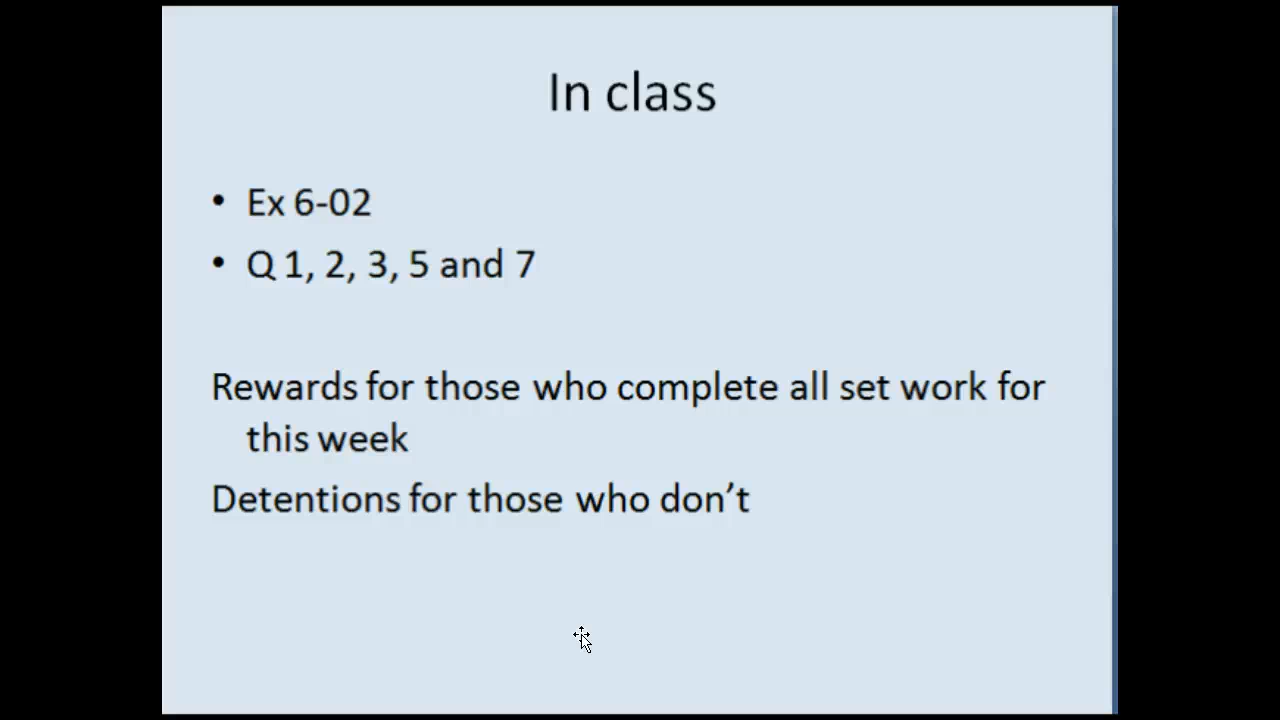 In class
• Ex 6-02
• Q 1, 2, 3, 5 and 7
Rewards for those who complete all set work for
this week
Detentions for those who don’t